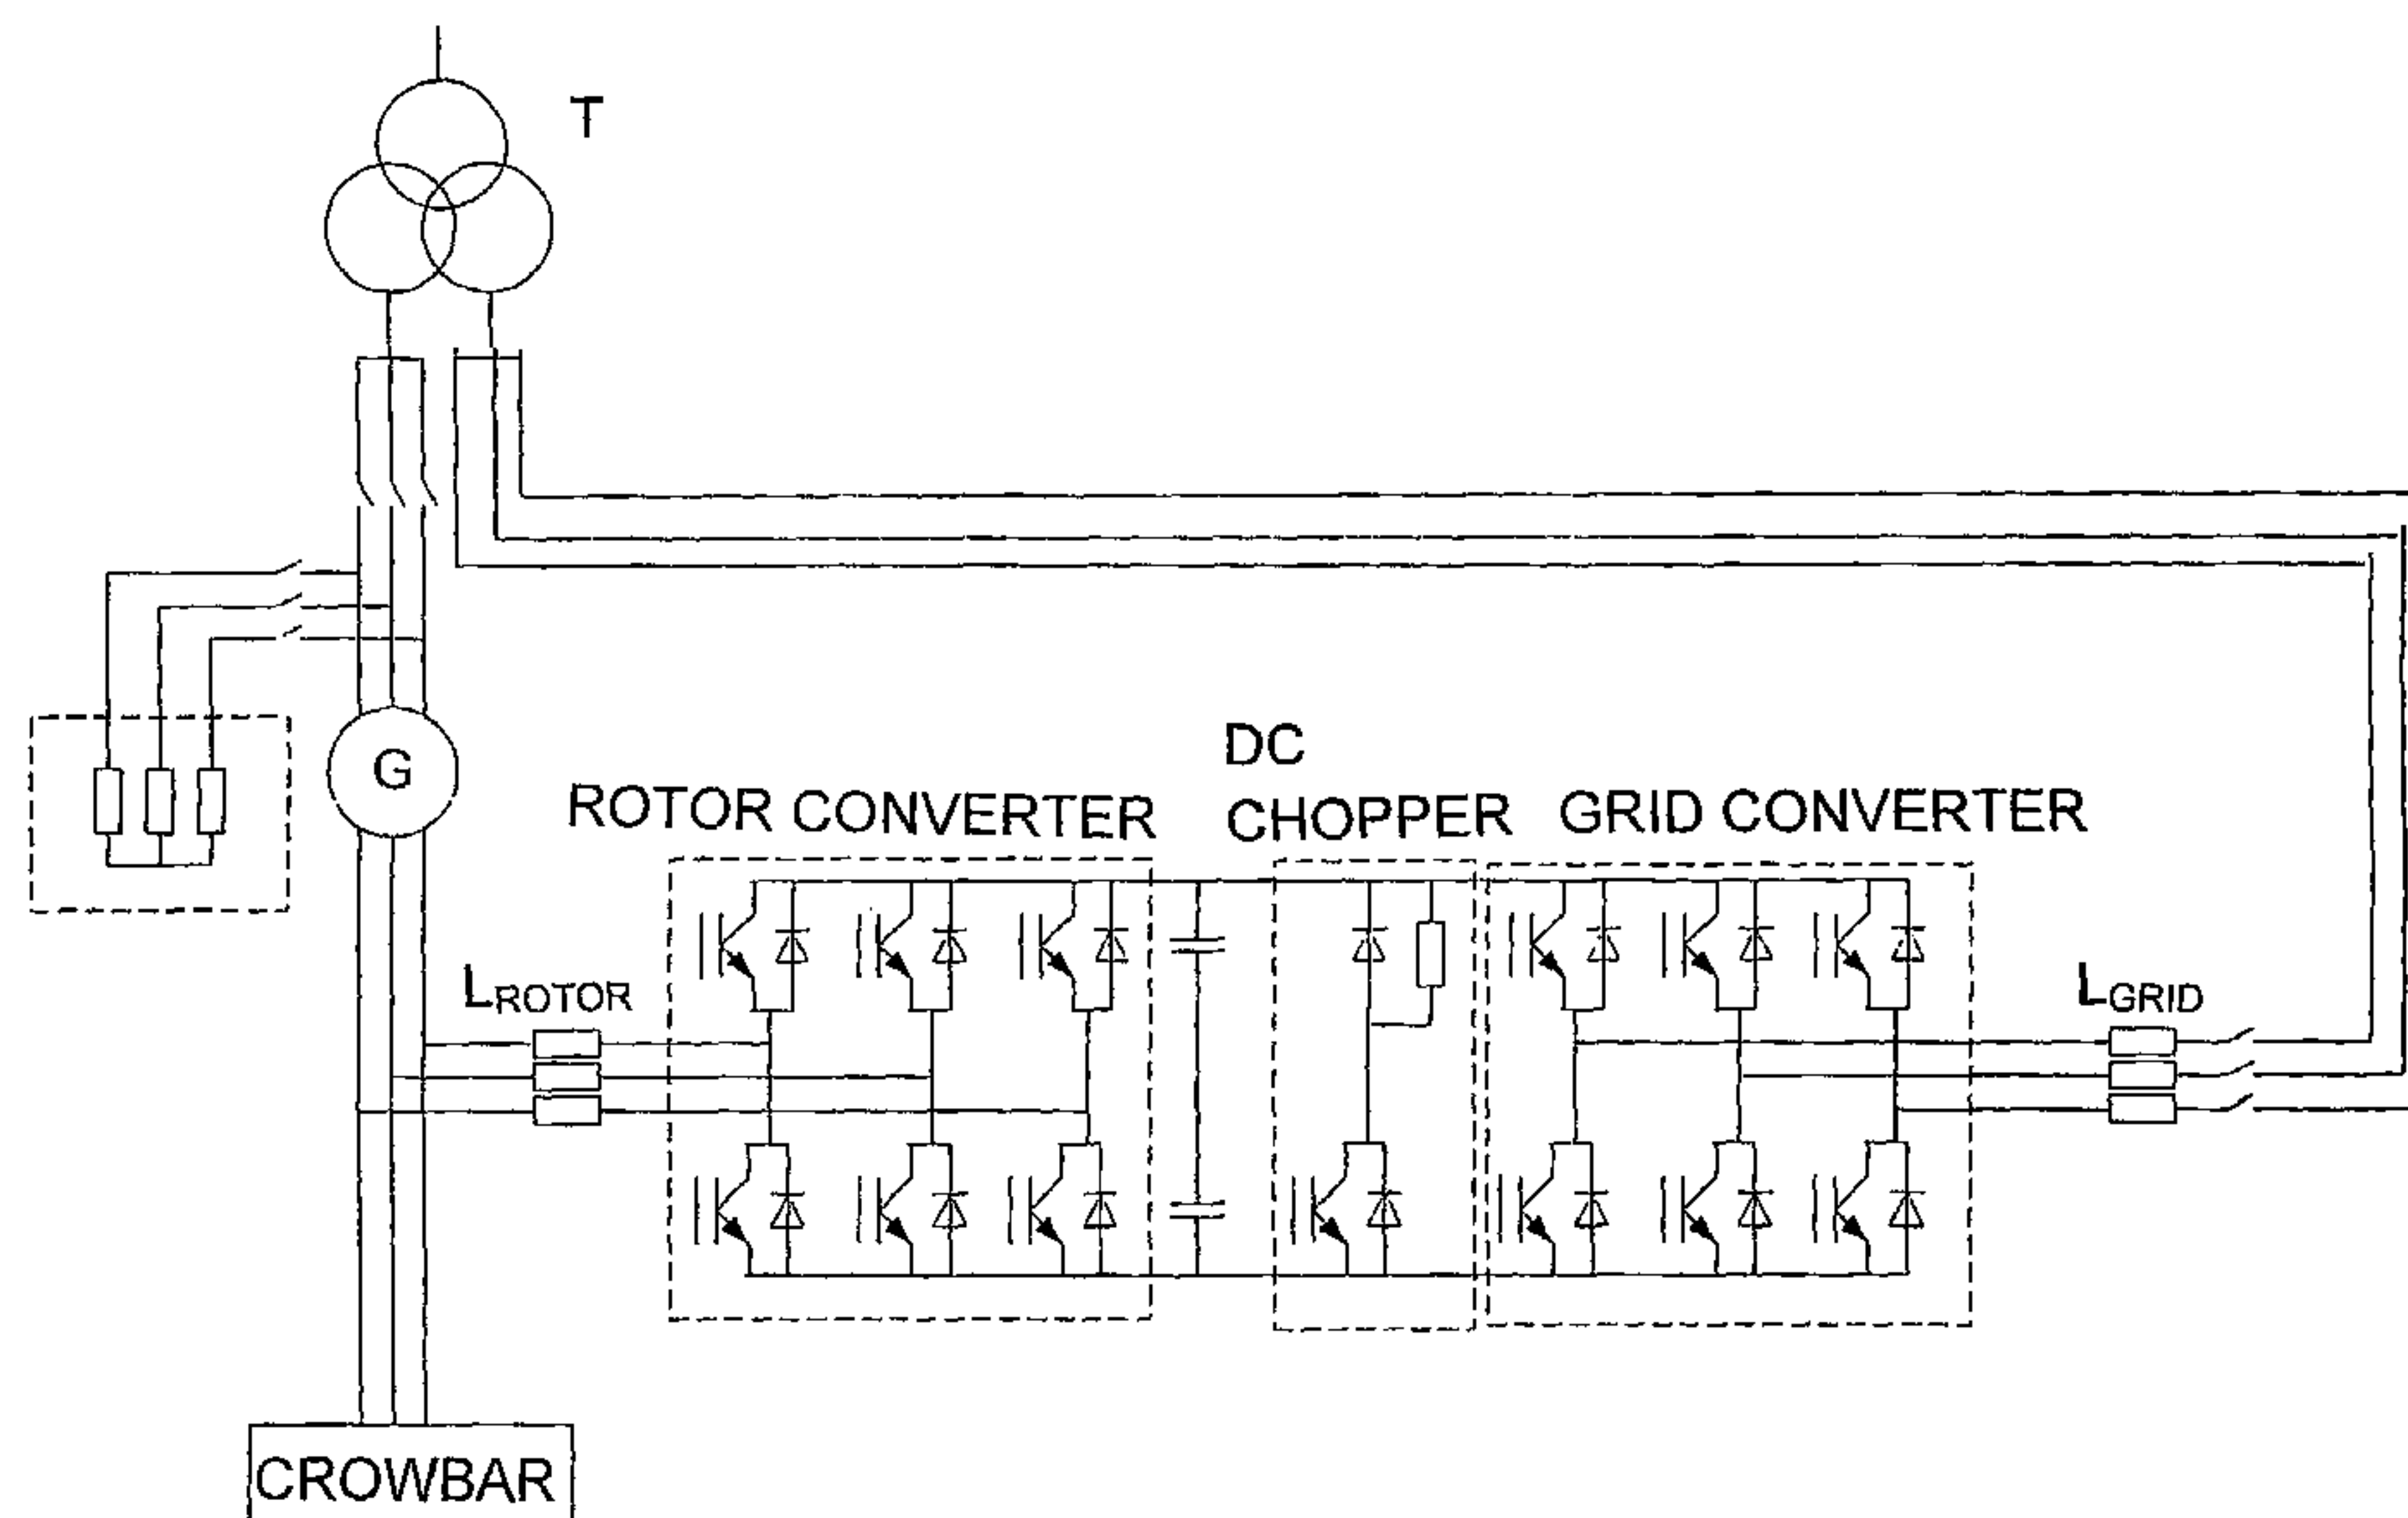 T
G
DC
CHOPPER
ROTOR CONVERTER
GRID CONVERTER
LROTOR
LGRID
CROWBAR